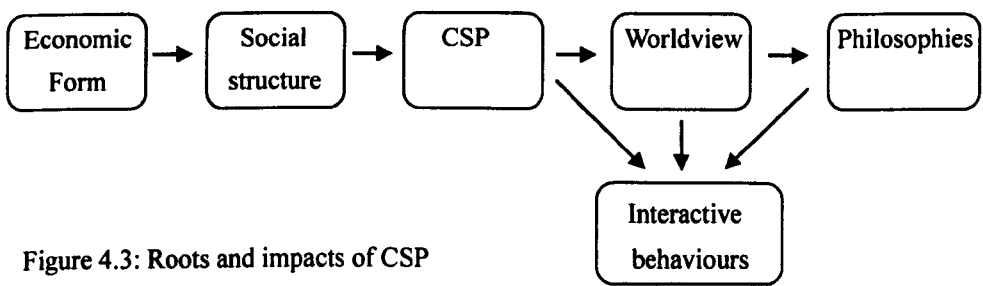 Economic
Form
Social
structure
CSP
Worldview
Philosophies
Interactive
behaviours
Figure 4.3: Roots and impacts of CSP